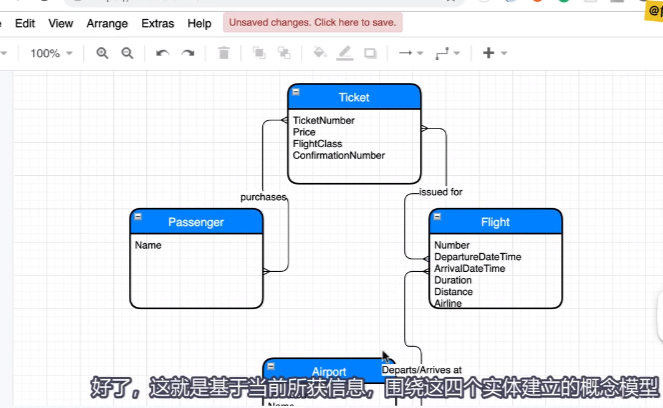 Edit View Arrange Extras Help Unsaved changes. Click here to save.
100%
Ticket
TicketNumber
Price
FlightClass
ConfirmationNumber
purchases
issued for
Passenger
Name
Flight
Number
DepartureDateTime
ArrivalDateTime
Duration
Distance
Airline
Airport
Departs/Arrives at
Name
好了，这就是基于当前所获信息，围绕这四个实体建立的概念模型